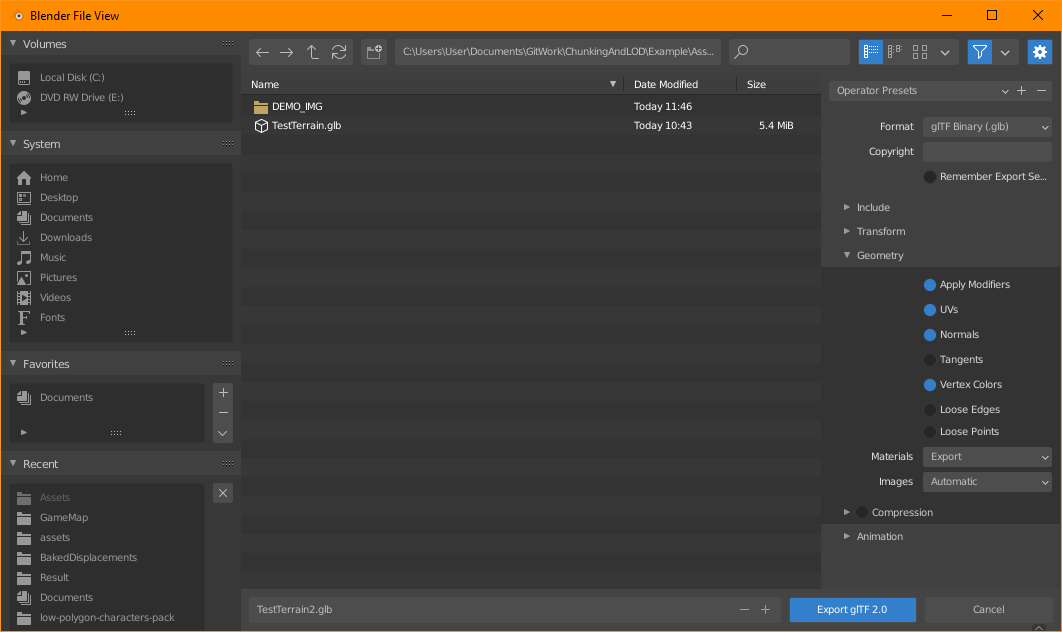 Blender File View
Volumes
Local Disk (C:)
DVD RW Drive (E:)
System
Home
Desktop
Documents
Downloads
Music
Pictures
Videos
Fonts
Favorites
Documents
Recent
Assets
GameMap
assets
BakedDisplacements
Result
Documents
low-polygon-characters-pack
C:\Users\User\Documents\GitWork\ChunkingAndLOD\Example\Ass...
Name Date Modified Size
DEMO_IMG Today 11:46
TestTerrain.glb Today 10:43 5.4 MiB
TestTerrain2.glb
Export glTF 2.0
Cancel
Operator Presets
Format glTF Binary (.glb)
Copyright
Remember Export Se...
Include
Transform
Geometry
Apply Modifiers
UVs
Normals
Tangents
Vertex Colors
Loose Edges
Loose Points
Materials Export
Images Automatic
Compression
Animation